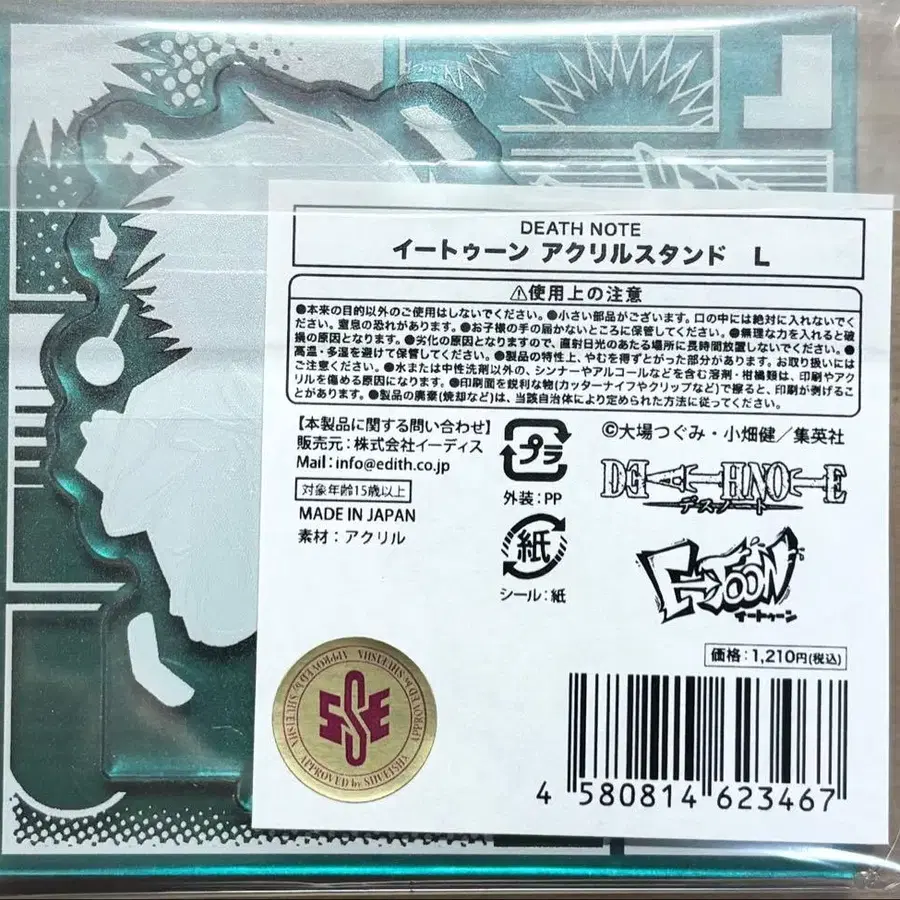 DEATH NOTE
イートゥーン アクリルスタンド L
⚠使用上の注意
●本来の目的以外のご使用はしないでください。●小さい部品がございます。口の中には絶対に入れないでく
ださい。窒息の恐れがあります。●お子様の手の届かないところに保管してください。●無理な力を入れると破
損の原因となります。●劣化の原因となりますので、直射日光のあたる場所に長時間放置しないでください。●
高温・多湿を避けて保管してください。●製品の特性上、やむを得ずとがった部分があります。お取り扱いには
ご注意ください。●水または中性洗剤以外の、シンナーやアルコールなどを含む溶剤・柑橘類は、印刷やアク
リルを傷める原因になります。●印刷面を鋭利な物(カッターナイフやクリップなど)で擦ると、印刷が剥げるこ
とがあります。●製品の廃棄(焼却など)は、当該自治体により定められた方法に従ってください。
【本製品に関する問い合わせ】
販売元:株式会社イーディス
Mail:info@edith.co.jp
対象年齢15歳以上
MADE IN JAPAN
素材:アクリル
プラ
外装:PP
紙
シール:紙
©大場つぐみ・小畑健/集英社
DEATHNOTE
デスノート
E-TOON
イートゥーン
価格:1,210円(税込)
SSE
APPROVED by SHUEISHA
APPROVED by SHUEISHA
APPROVED by SHUEISHA
4 580814 623467